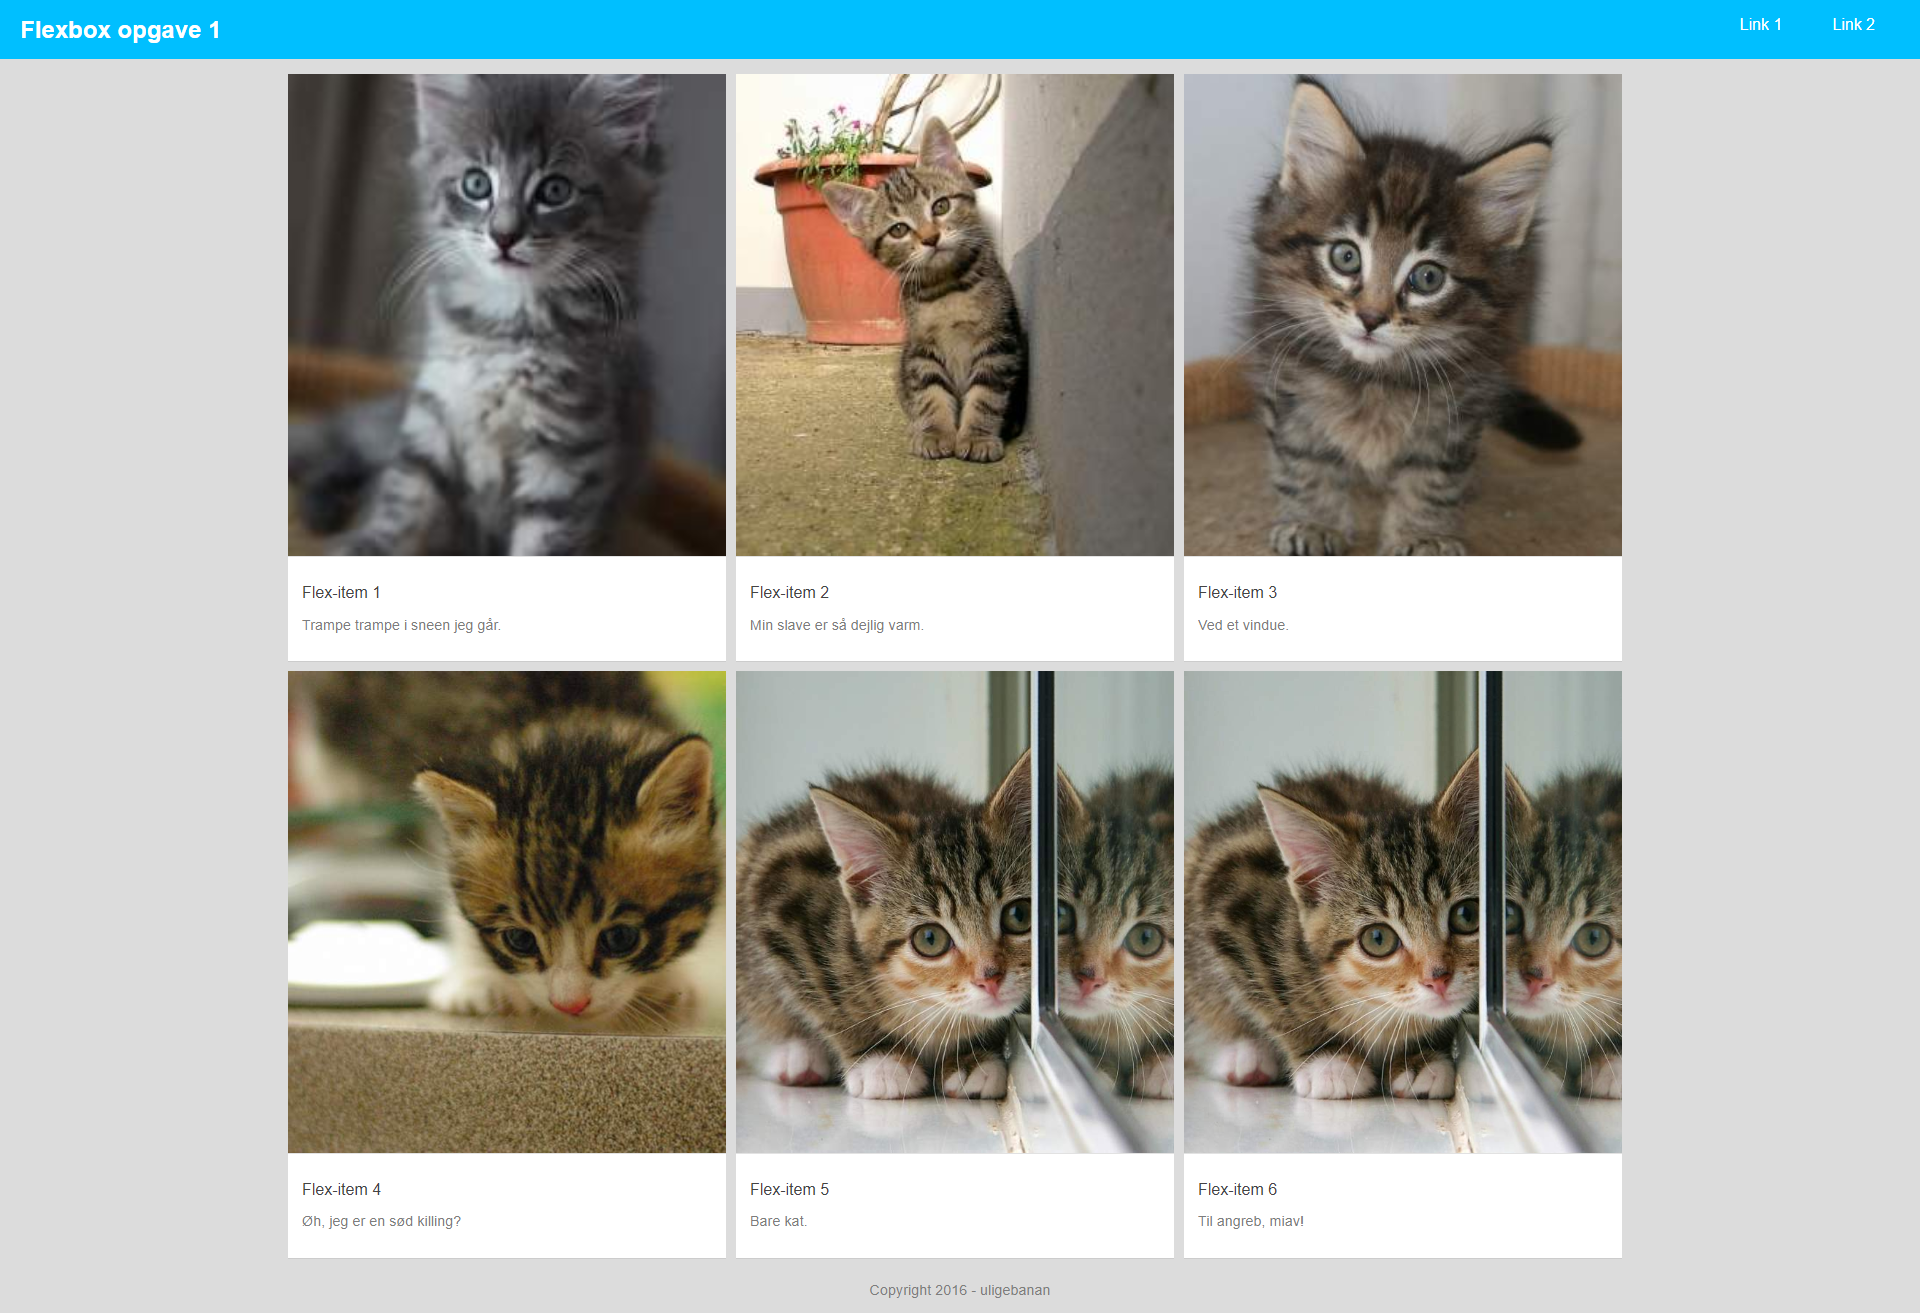 Flexbox opgave 1
Link 1
Link 2
Flex-item 1
Trampe trampe i sneen jeg går.
Flex-item 2
Min slave er så dejlig varm.
Flex-item 3
Ved et vindue.
Flex-item 4
Øh, jeg er en sød killing?
Flex-item 5
Bare kat.
Flex-item 6
Til angreb, miav!
Copyright 2016 - uligebanan